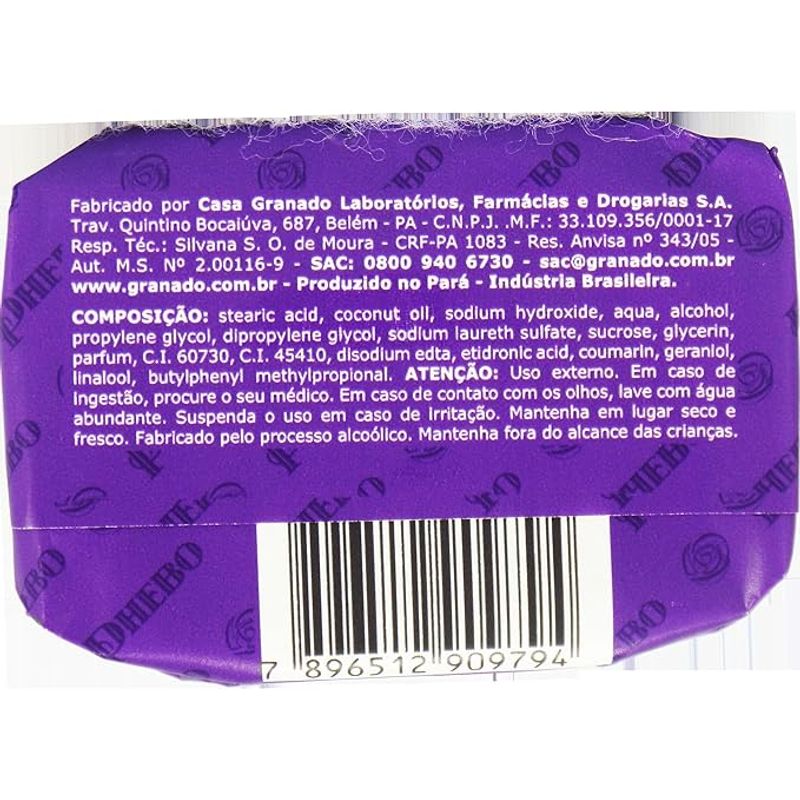 Fabricado por Casa Granado Laboratórios, Farmácias e Drogarias S.A.
Trav. Quintino Bocaiúva, 687, Belém - PA - C.N.P.J. .M.F.: 33.109.356/0001-17
Resp. Téc.: Silvana S. O. de Moura - CRF-PA 1083 - Res. Anvisa nº 343/05 -
Aut. M.S. Nº 2.00116-9 - SAC: 0800 940 6730 - sac@granado.com.br
www.granado.com.br - Produzido no Pará - Indústria Brasileira.
COMPOSIÇÃO: stearic acid, coconut oil, sodium hydroxide, aqua, alcohol,
propylene glycol, dipropylene glycol, sodium laureth sulfate, sucrose, glycerin,
parfum, C.I. 60730, C.I. 45410, disodium edta, etidronic acid, coumarin, geraniol,
linalool, butylphenyl methylpropional. ATENÇÃO: Uso externo. Em caso de
ingestão, procure o seu médico. Em caso de contato com os olhos, lave com água
abundante. Suspenda o uso em caso de irritação. Mantenha em lugar seco e
fresco. Fabricado pelo processo alcoólico. Mantenha fora do alcance das crianças.
PHEBO
PHEBO
PHEBO
PHEBO
PHEBO
7 896512 909794